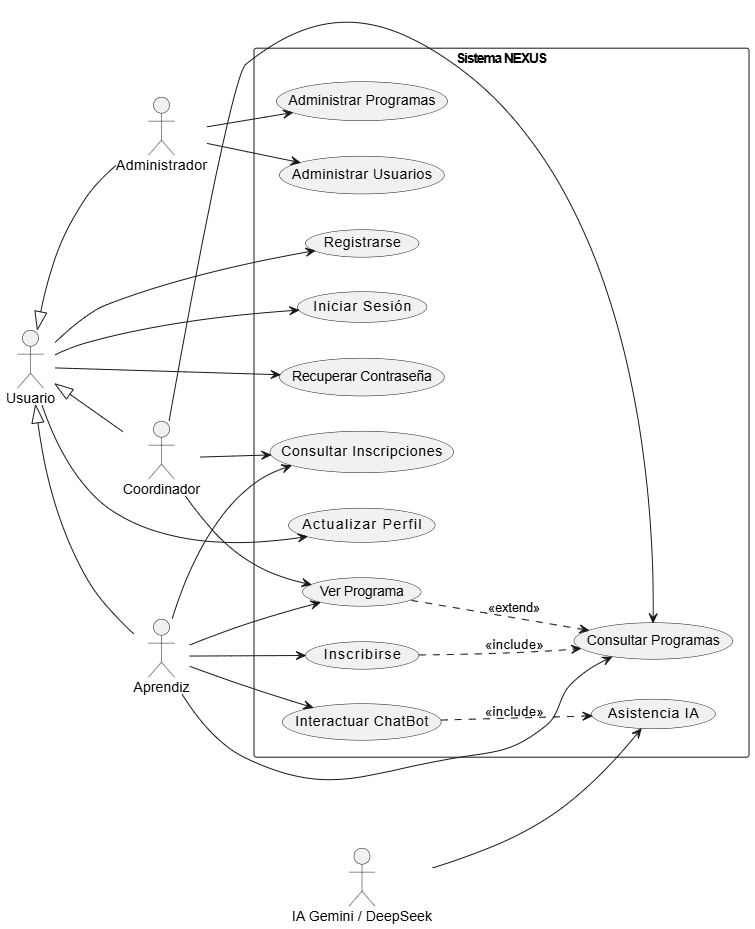 Sistema NEXUS
Administrar Programas
Administrador
Administrar Usuarios
Registrarse
Iniciar Sesión
Recuperar Contraseña
Usuario
Consultar Inscripciones
Coordinador
Actualizar Perfil
Ver Programa
«extend»
Consultar Programas
Inscribirse
«include»
Aprendiz
Interactuar ChatBot
«include»
Asistencia IA
IA Gemini / DeepSeek